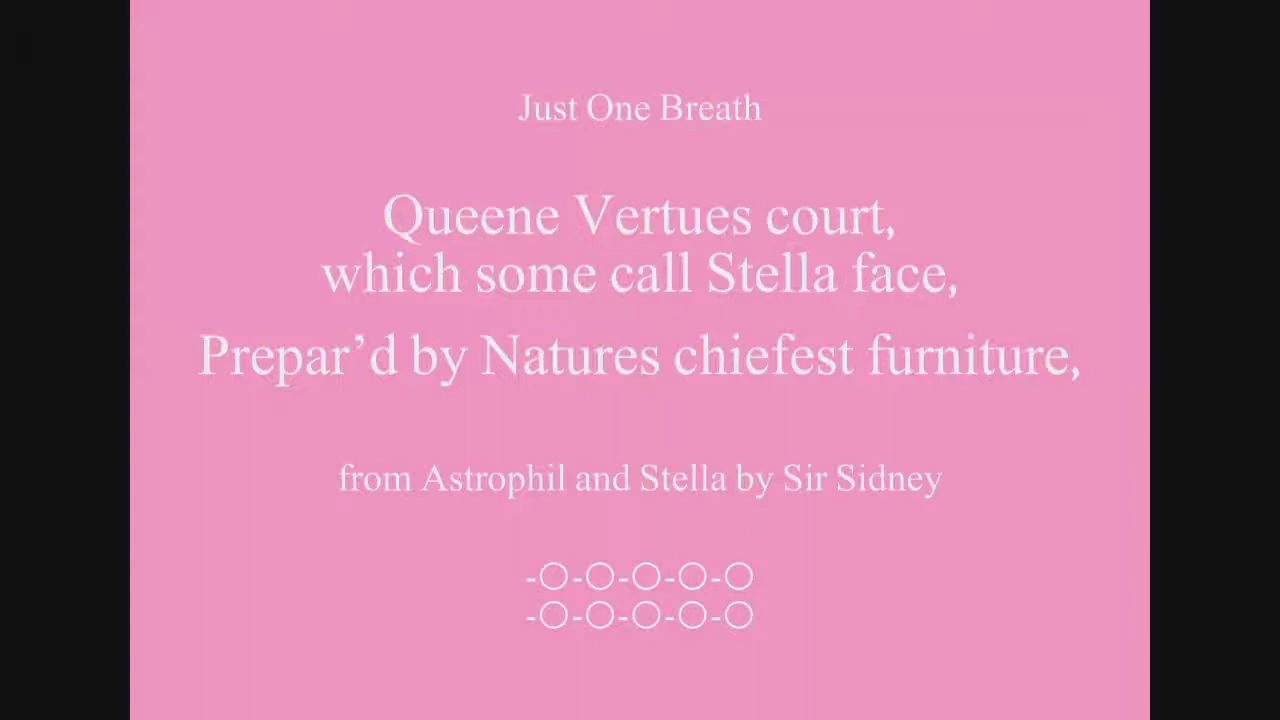 Just One Breath
Queene Vertues court,
which some call Stella face,
Prepar’d by Natures chiefest furniture,
from Astrophil and Stella by Sir Sidney
-○-○-○-○-○
-○-○-○-○-○